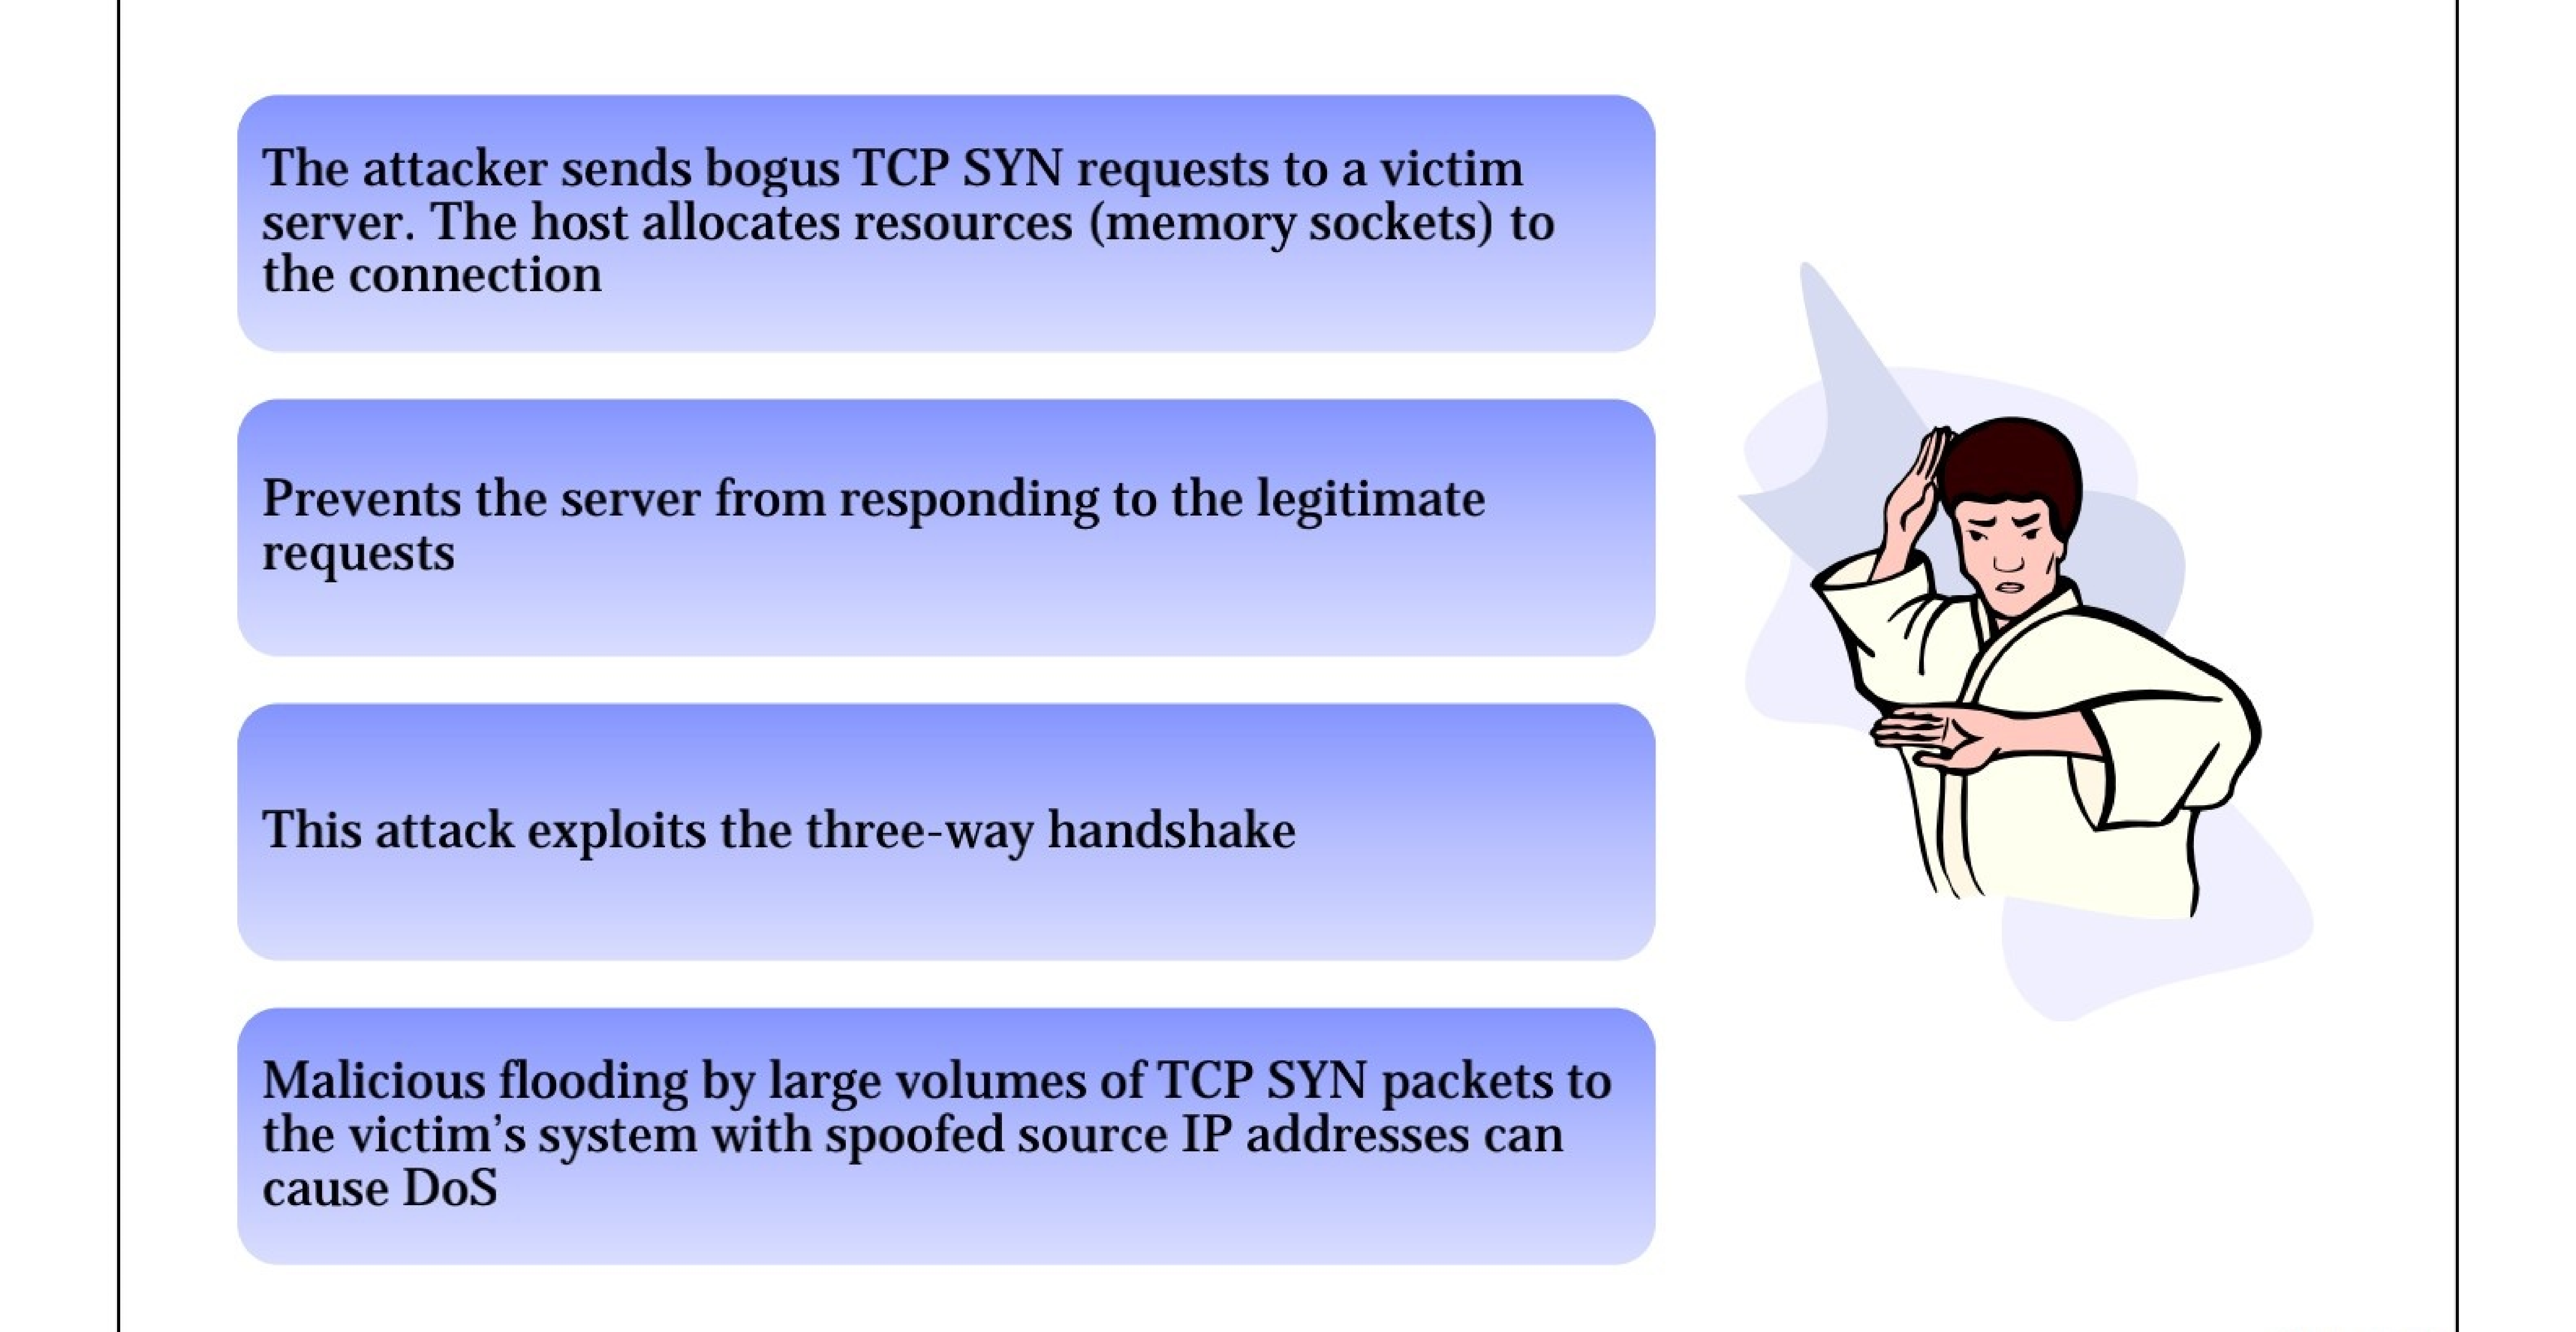 The attacker sends bogus TCP SYN requests to a victim
server. The host allocates resources (memory sockets) to
the connection
Prevents the server from responding to the legitimate
requests
This attack exploits the three-way handshake
Malicious flooding by large volumes of TCP SYN packets to
the victim’s system with spoofed source IP addresses can
cause DoS